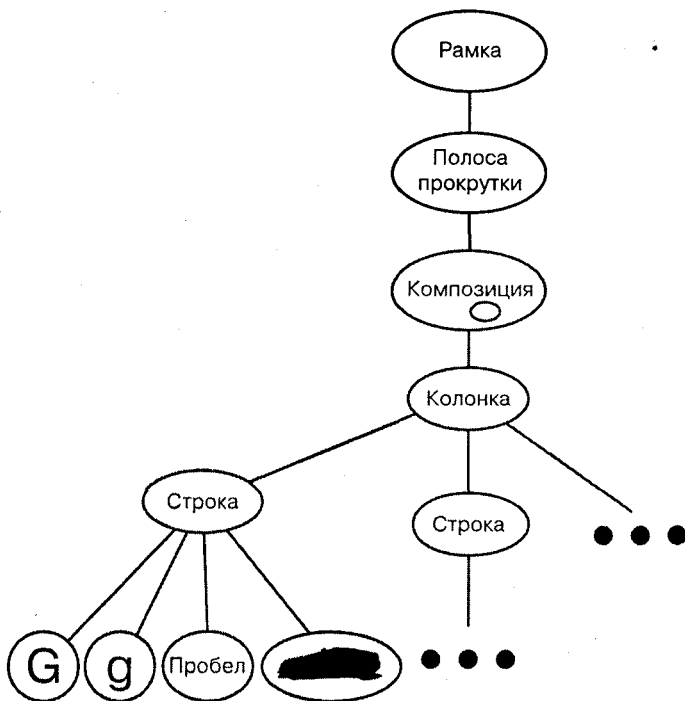 Рамка
Полоса
прокрутки
Композиция
Колонка
Строка
Строка
G
g
Пробел